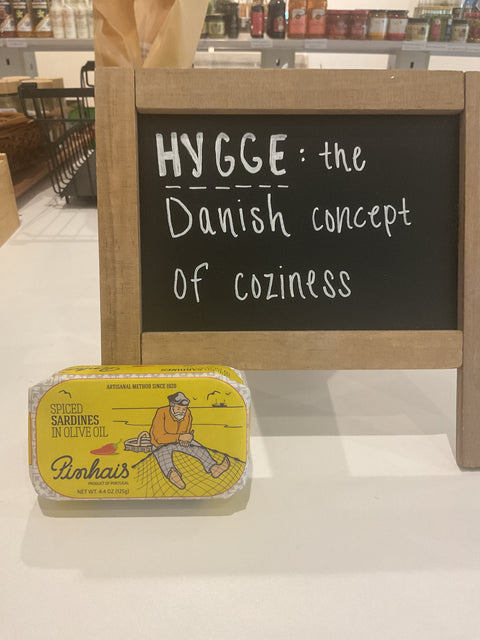 HYGGE: the
Danish concept
of coziness
ARTISANAL METHOD SINCE 1920
SPICED
SARDINES
IN OLIVE OIL
Pinhais
PRODUCT OF PORTUGAL
NET WT. 4.4 OZ (125g)